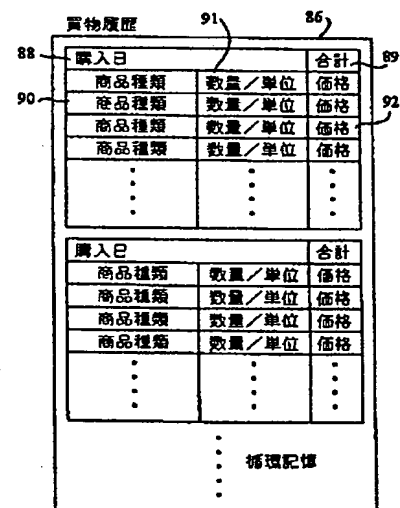 買物履歴 91 86
88 購入日 合計 89
商品種類 数量／単位 価格
90 商品種類 数量／単位 価格 92
商品種類 数量／単位 価格
商品種類 数量／単位 価格
購入日 合計
商品種類 数量／単位 価格
商品種類 数量／単位 価格
商品種類 数量／単位 価格
商品種類 数量／単位 価格
循環記憶